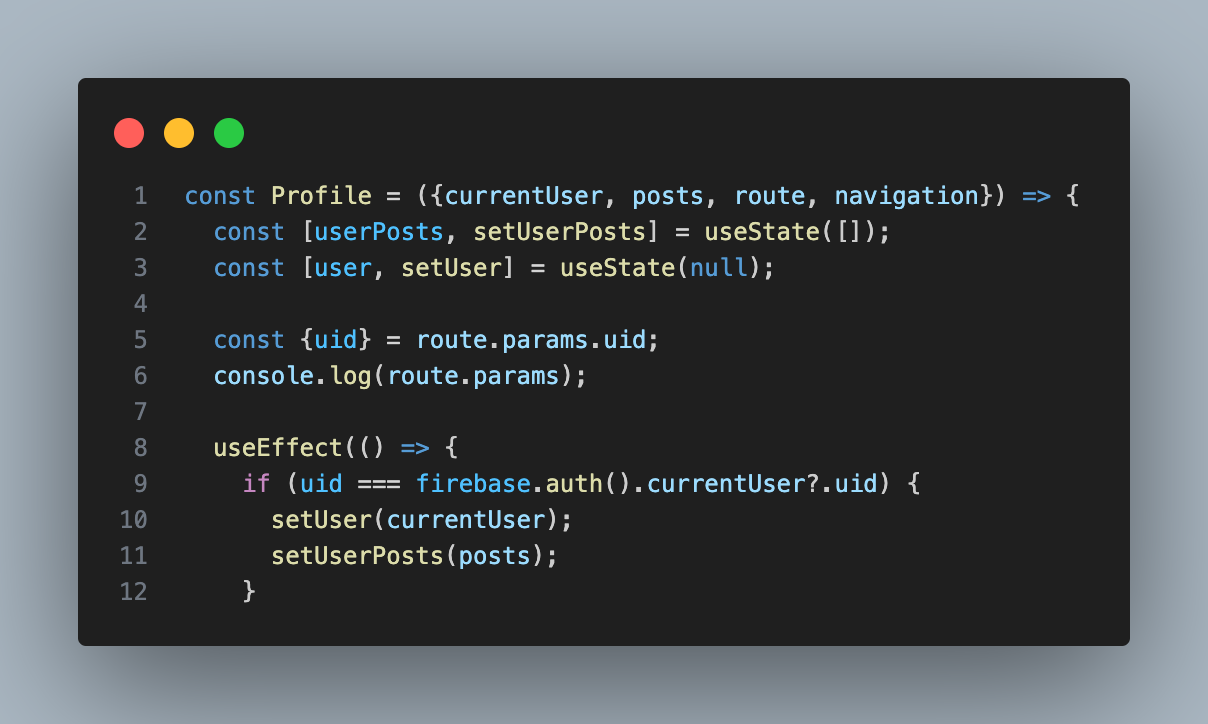 1 const Profile = ({currentUser, posts, route, navigation}) => {
2   const [userPosts, setUserPosts] = useState([]);
3   const [user, setUser] = useState(null);
4
5   const {uid} = route.params.uid;
6   console.log(route.params);
7
8   useEffect(() => {
9     if (uid === firebase.auth().currentUser?.uid) {
10       setUser(currentUser);
11       setUserPosts(posts);
12     }